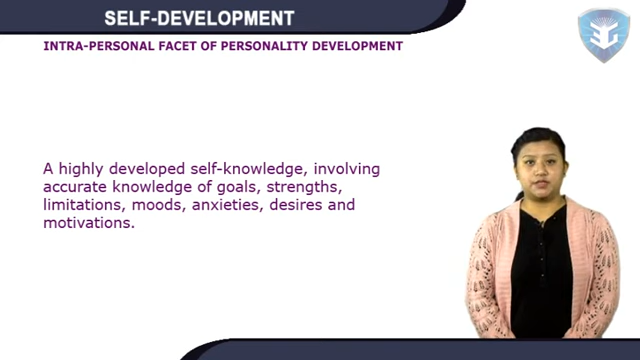 SELF-DEVELOPMENT
INTRA-PERSONAL FACET OF PERSONALITY DEVELOPMENT
A highly developed self-knowledge, involving
accurate knowledge of goals, strengths,
limitations, moods, anxieties, desires and
motivations.